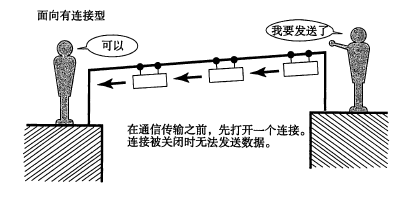 面向有连接型
可以
我要发送了
在通信传输之前，先打开一个连接。
连接被关闭时无法发送数据。